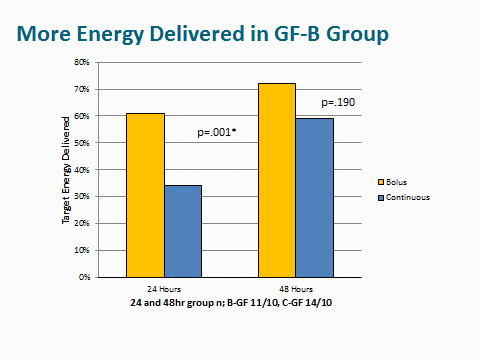 More Energy Delivered in GF-B Group
80%
70%
60%
50%
40%
30%
20%
10%
0%
Target Energy Delivered
p=.001*
p=.190
Bolus
Continuous
24 Hours
48 Hours
24 and 48hr group n; B-GF 11/10, C-GF 14/10